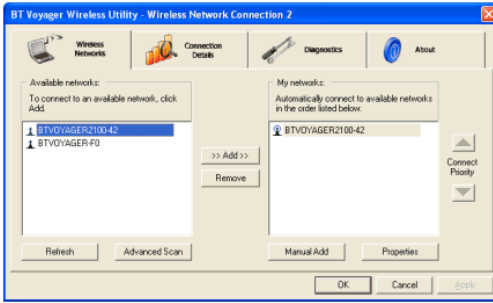 BT Voyager Wireless Utility - Wireless Network Connection 2
Wireless
Networks
Connection
Details
Diagnostics
About
Available networks:
To connect to an available network, click
Add.
BTVOYAGER2100-42
BTVOYAGER-F0
>> Add >>
Remove
Refresh
Advanced Scan
My networks:
Automatically connect to available networks
in the order listed below:
BTVOYAGER2100-42
Connect
Priority
Manual Add
Properties
OK
Cancel
Apply